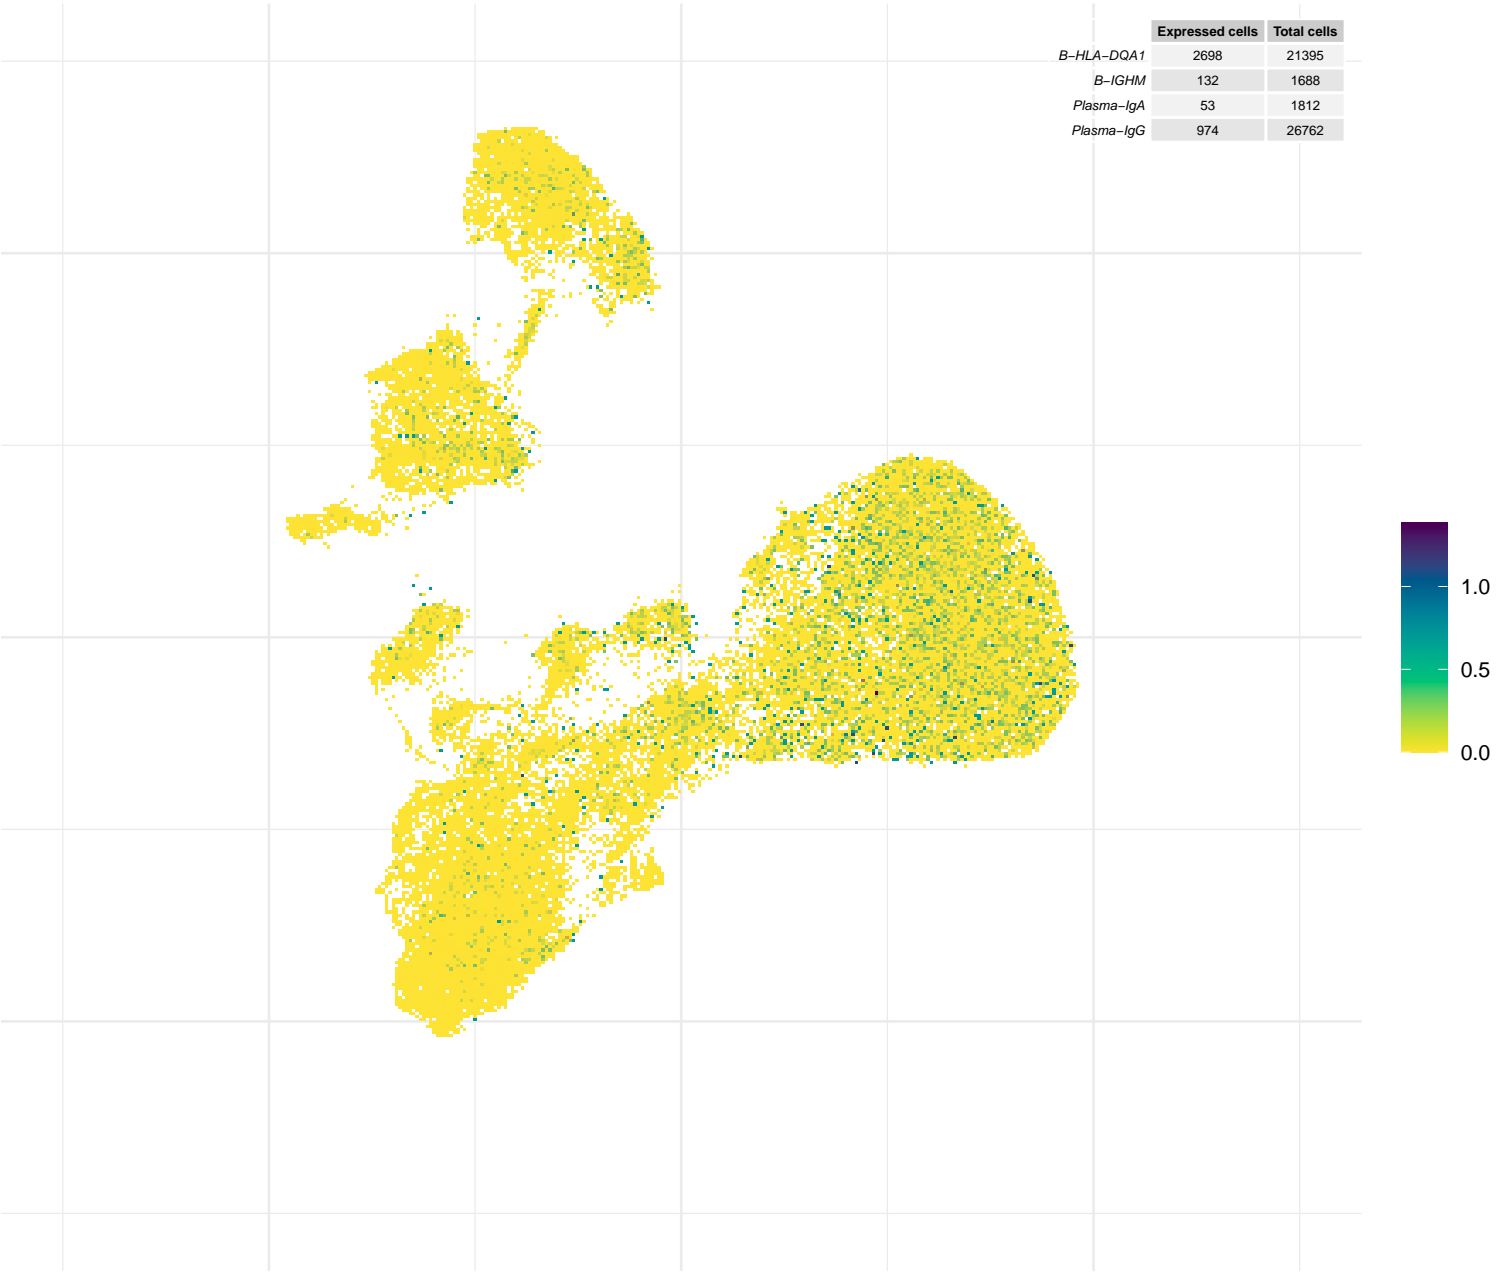 Expressed cells Total cells
B−HLA−DQA1 2698 21395
B−IGHM 132 1688
Plasma−IgA 53 1812
Plasma−IgG 974 26762
1.0
0.5
0.0